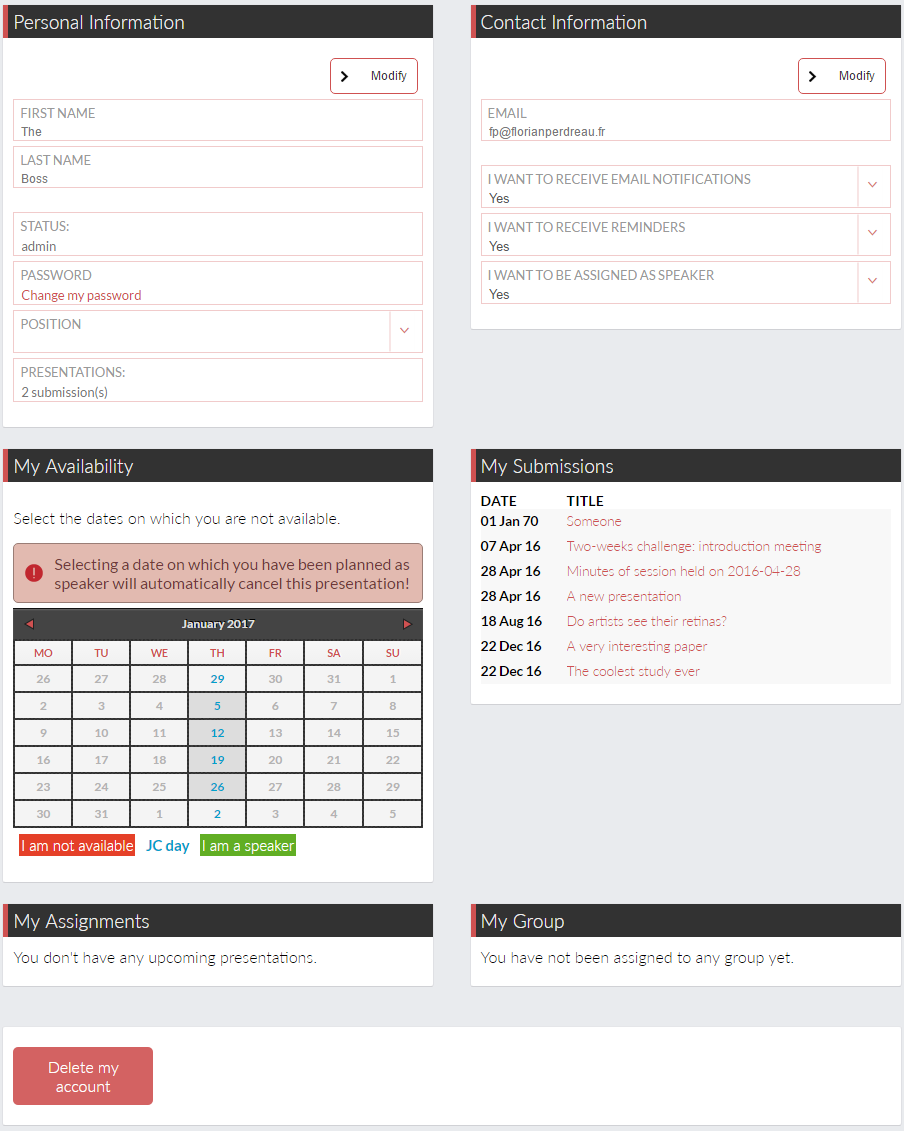 Personal Information
Modify
FIRST NAME
The
LAST NAME
Boss
STATUS:
admin
PASSWORD
Change my password
POSITION
PRESENTATIONS:
2 submission(s)
Contact Information
Modify
EMAIL
fp@florianperdreau.fr
I WANT TO RECEIVE EMAIL NOTIFICATIONS
Yes
I WANT TO RECEIVE REMINDERS
Yes
I WANT TO BE ASSIGNED AS SPEAKER
Yes
My Availability
Select the dates on which you are not available.
Selecting a date on which you have been planned as
speaker will automatically cancel this presentation!
January 2017
MO TU WE TH FR SA SU
26 27 28 29 30 31 1
2 3 4 5 6 7 8
9 10 11 12 13 14 15
16 17 18 19 20 21 22
23 24 25 26 27 28 29
30 31 1 2 3 4 5
I am not available JC day I am a speaker
My Submissions
DATE TITLE
01 Jan 70 Someone
07 Apr 16 Two-weeks challenge: introduction meeting
28 Apr 16 Minutes of session held on 2016-04-28
28 Apr 16 A new presentation
18 Aug 16 Do artists see their retinas?
22 Dec 16 A very interesting paper
22 Dec 16 The coolest study ever
My Assignments
You don't have any upcoming presentations.
My Group
You have not been assigned to any group yet.
Delete my
account